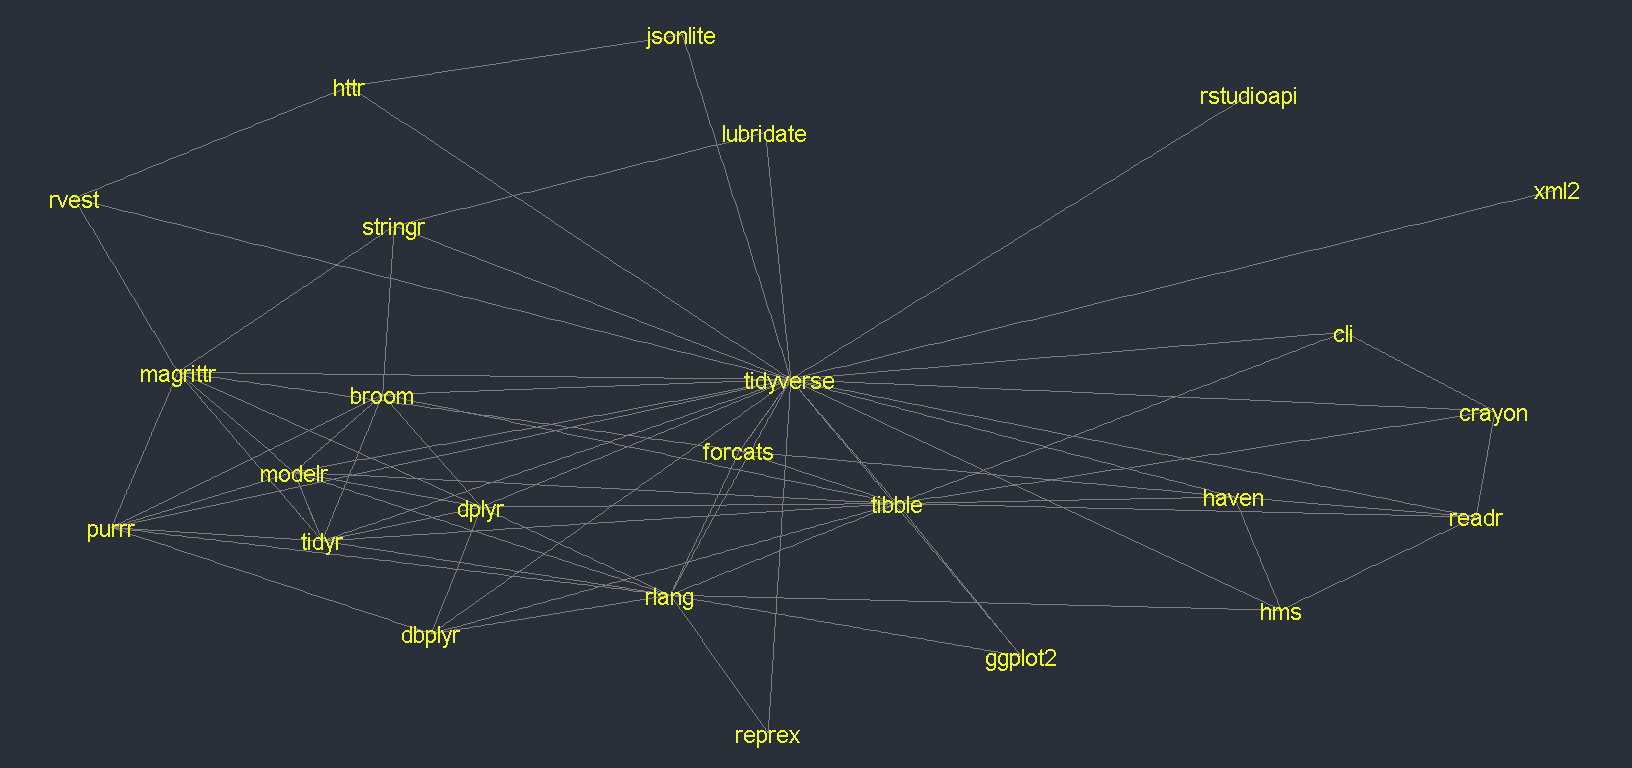 jsonlite
httr
rstudioapi
lubridate
xml2
rvest
stringr
cli
magrittr
tidyverse
broom
crayon
forcats
modelr
haven
tibble
dplyr
readr
purrr
tidyr
rlang
hms
dbplyr
ggplot2
reprex